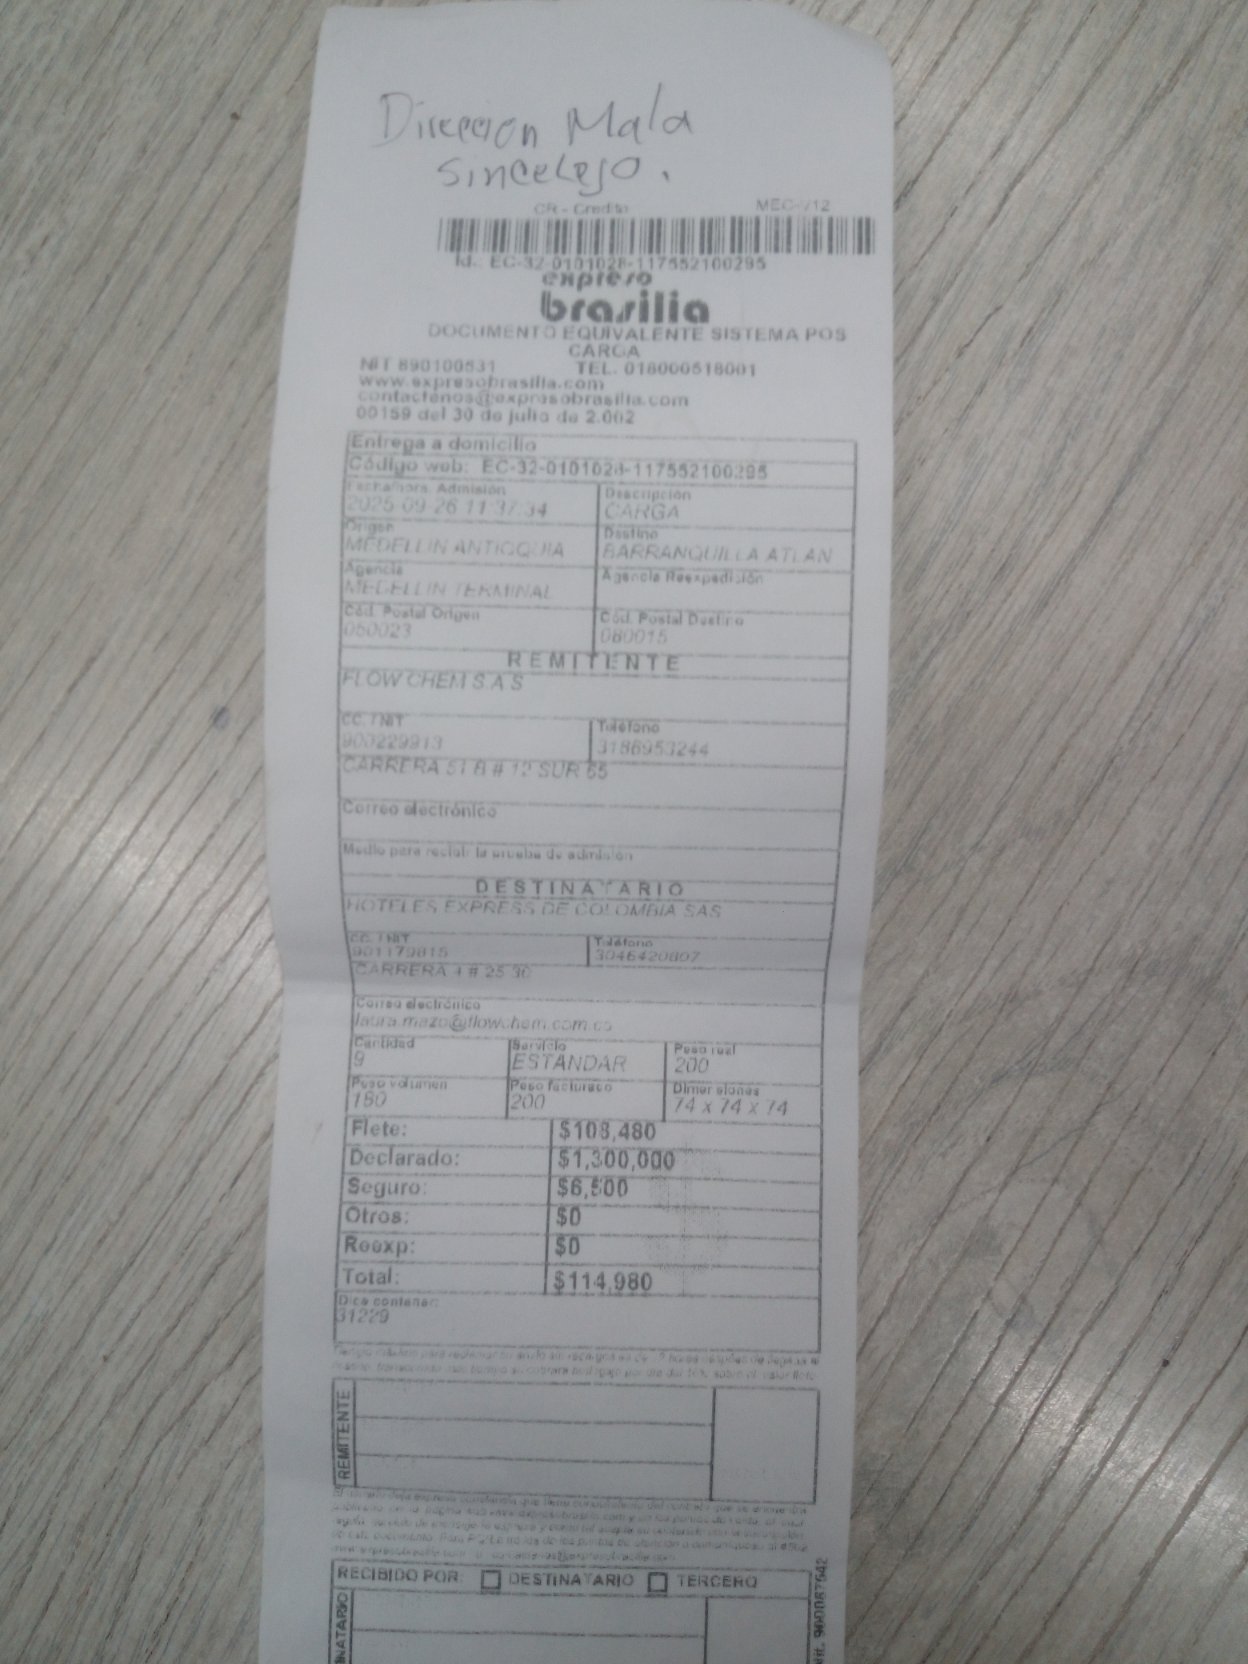 Direccion Mala
Sincelejo.
CR - Credito MEC-V12
Id.: EC-32-0101028-117552100295
expreso
brasilia
DOCUMENTO EQUIVALENTE SISTEMA POS
CARGA
NIT 890100531 TEL. 018000518001
www.expresobrasilia.com
contactenos@expresobrasilia.com
00159 del 30 de julio de 2.002
Entrega a domicilio
Código web: EC-32-0101028-117552100295
Fecha/hora. Admisión Descripción
2025-09-26 11:37:34 CARGA
Origen Destino
MEDELLIN ANTIOQUIA BARRANQUILLA ATLAN
Agencia Agencia Reexpedición
MEDELLIN TERMINAL
Cód. Postal Origen Cód. Postal Destino
050023 080015
REMITENTE
FLOW CHEM S A S
CC. / NIT Teléfono
900229913 3186953244
CARRERA 51 B # 12 SUR 65
Correo electrónico
Medio para recibir la prueba de admisión
DESTINATARIO
HOTELES EXPRESS DE COLOMBIA SAS
CC. / NIT Teléfono
901179815 3046420807
CARRERA 4 # 25 30
Correo electrónico
laura.mazo@flowchem.com.co
Cantidad Servicio Peso real
9 ESTANDAR 200
Peso volumen Peso facturado Dimensiones
180 200 74 x 74 x 74
Flete: $108,480
Declarado: $1,300,000
Seguro: $6,500
Otros: $0
Reexp: $0
Total: $114,980
Dice contener:
31229
REMITENTE
RECIBIDO POR: DESTINATARIO TERCERO
NATARIO
Nit. 900087542